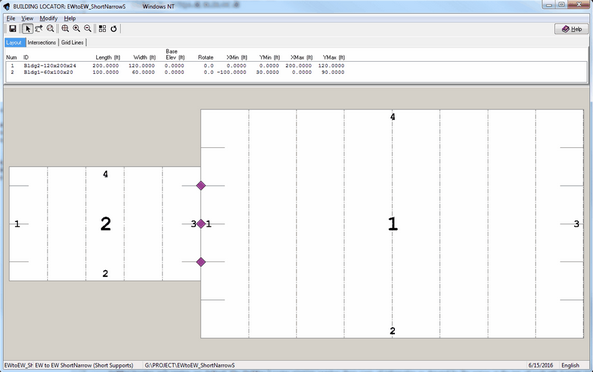 BUILDING LOCATOR: EWtoEW_ShortNarrowS Windows NT
File View Modify Help
Help
Layout Intersections Grid Lines
Base
Num ID Length (ft) Width (ft) Elev (ft) Rotate XMin (ft) YMin (ft) XMax (ft) YMax (ft)
1 Bldg2-120x200x24 200.0000 120.0000 0.0000 0.0 0.0000 0.0000 200.0000 120.0000
2 Bldg1-60x100x20 100.0000 60.0000 0.0000 0.0 -100.0000 30.0000 0.0000 90.0000
4
4
1 2 3 1 1 3
2
2
EWtoEW_Sh EW to EW ShortNarrow (Short Supports) G:\PROJECT\EWtoEW_ShortNarrowS 6/15/2016 English